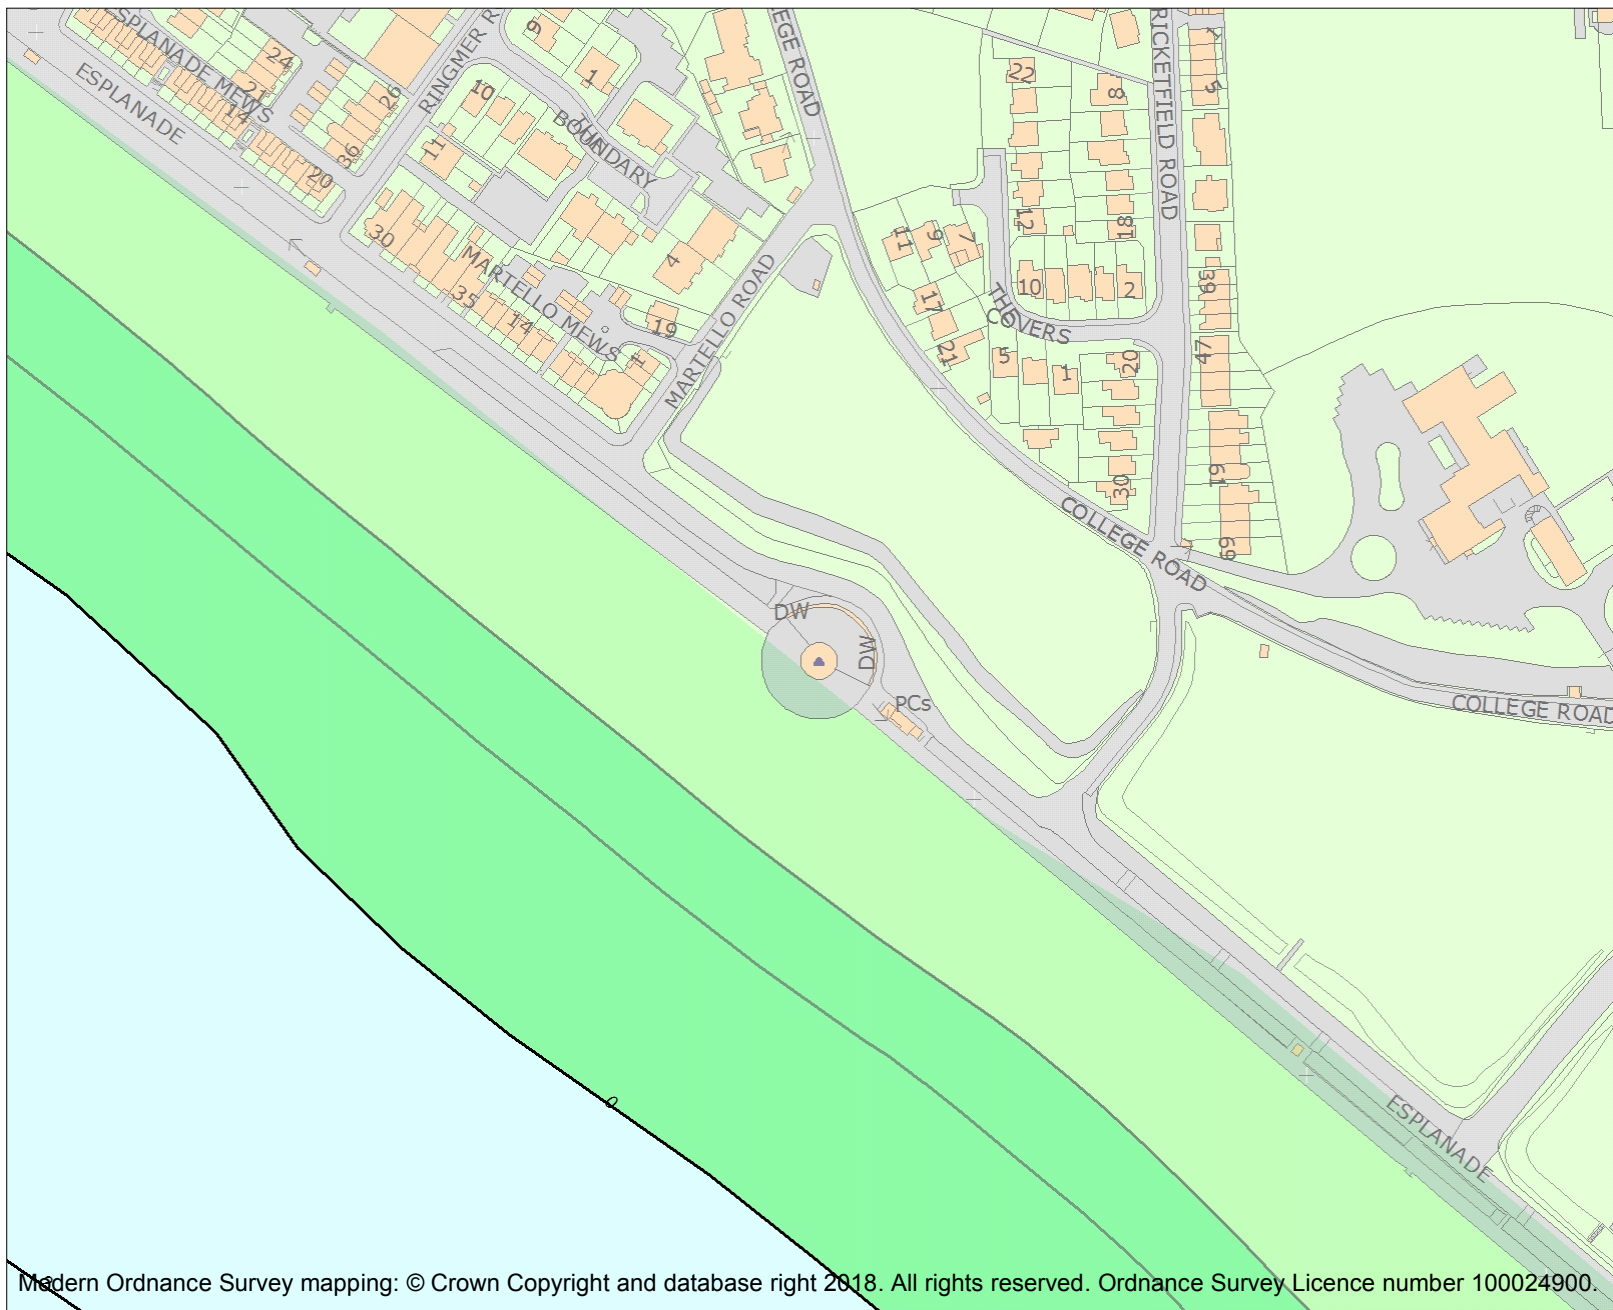 ESPLANADE MEWS
24
21
14
ESPLANADE
26
36
20
RINGMER R
9
1
10
BOUNDARY
11
EGE ROAD
RICKETFIELD ROAD
22
8
5
12
18
30
MARTELLO MEWS
35
14
19
1
4
MARTELLO ROAD
11
9
7
17
21
THE
COVERS
10
2
5
1
20
30
39
47
61
69
COLLEGE ROAD
DW
DW
PCs
COLLEGE ROAD
0
ESPLANADE
Modern Ordnance Survey mapping: © Crown Copyright and database right 2018. All rights reserved. Ordnance Survey Licence number 100024900.